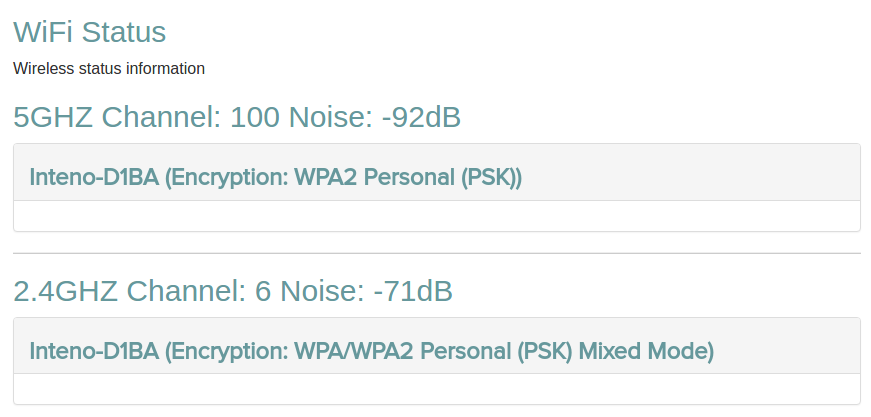 WiFi Status
Wireless status information
5GHZ Channel: 100 Noise: -92dB
Inteno-D1BA (Encryption: WPA2 Personal (PSK))
2.4GHZ Channel: 6 Noise: -71dB
Inteno-D1BA (Encryption: WPA/WPA2 Personal (PSK) Mixed Mode)